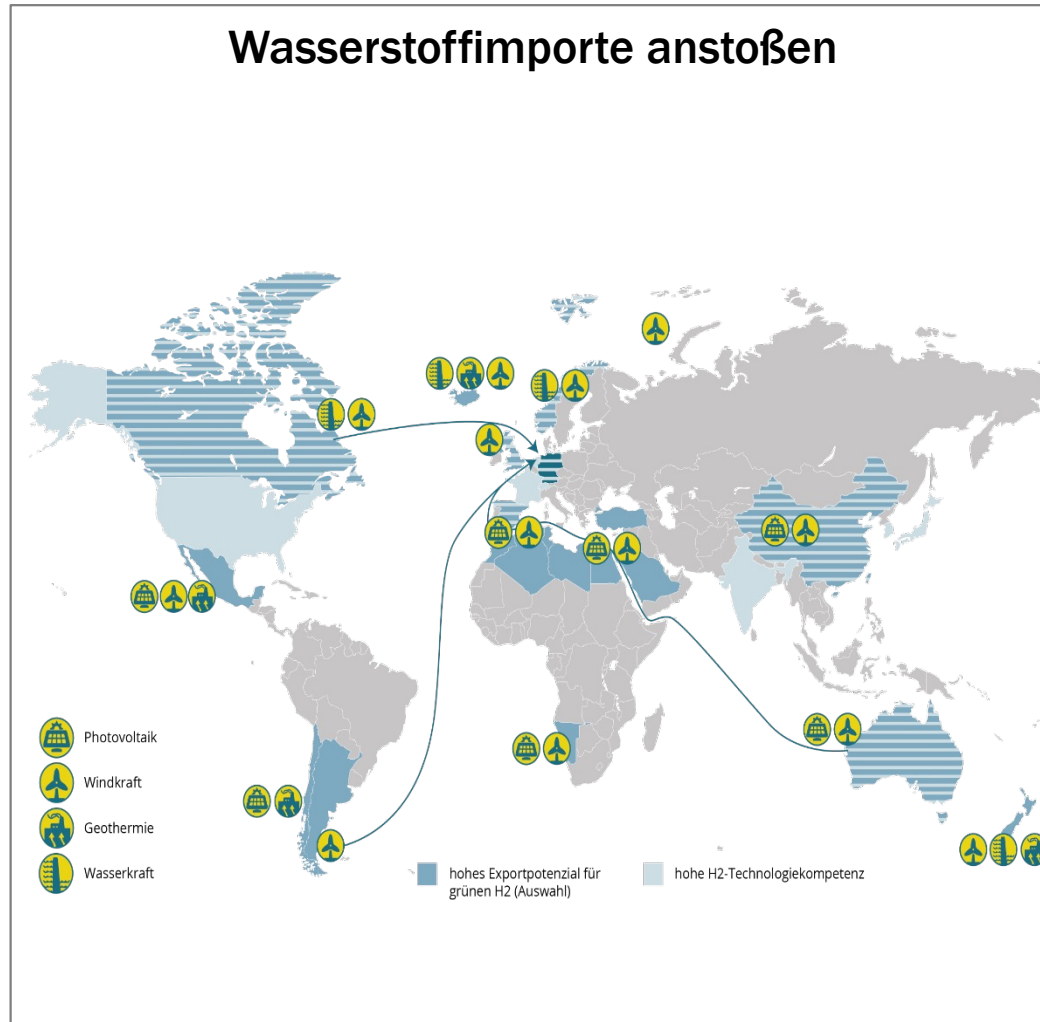 Wasserstoffimporte anstoßen
Photovoltaik
Windkraft
Geothermie
Wasserkraft
hohes Exportpotenzial für
grünen H2 (Auswahl)
hohe H2-Technologiekompetenz